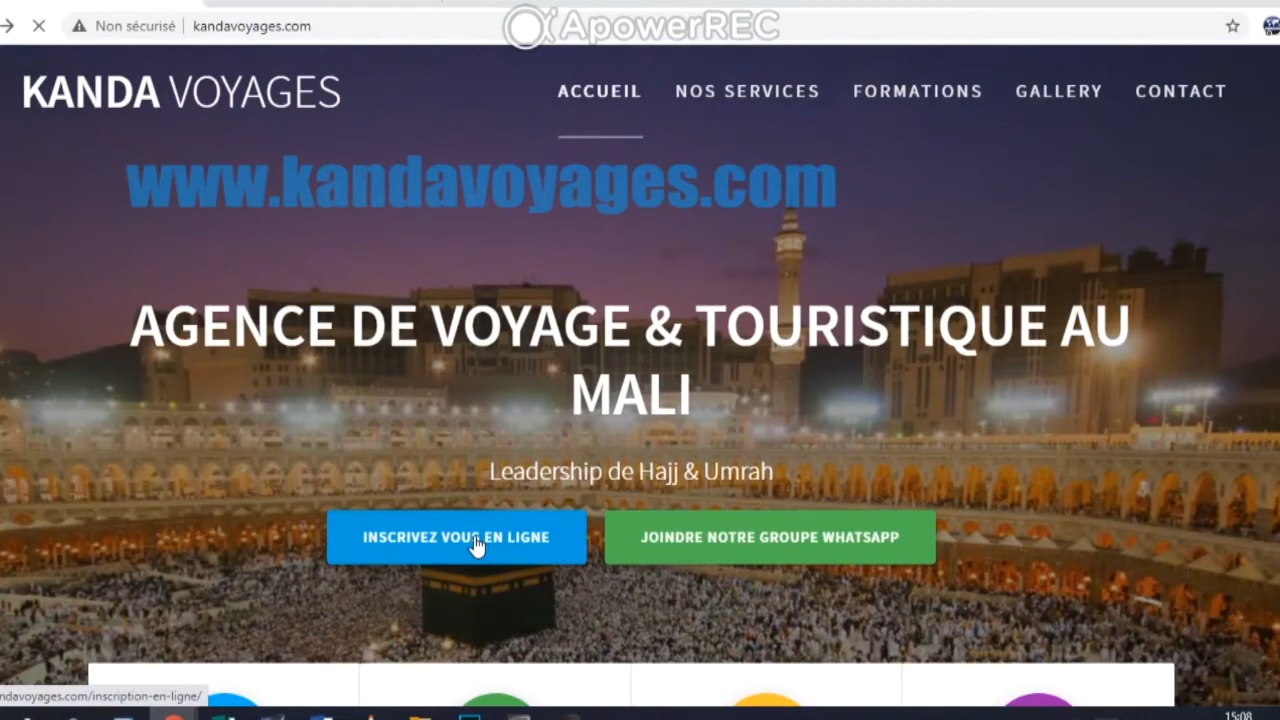 Non sécurisé | kandavoyages.com
ApowerREC
KANDA VOYAGES
ACCUEIL
NOS SERVICES
FORMATIONS
GALLERY
CONTACT
www.kandavoyages.com
AGENCE DE VOYAGE & TOURISTIQUE AU
MALI
Leadership de Hajj & Umrah
INSCRIVEZ VOUS EN LIGNE
JOINDRE NOTRE GROUPE WHATSAPP
ndavoyages.com/inscription-en-ligne/
15:08